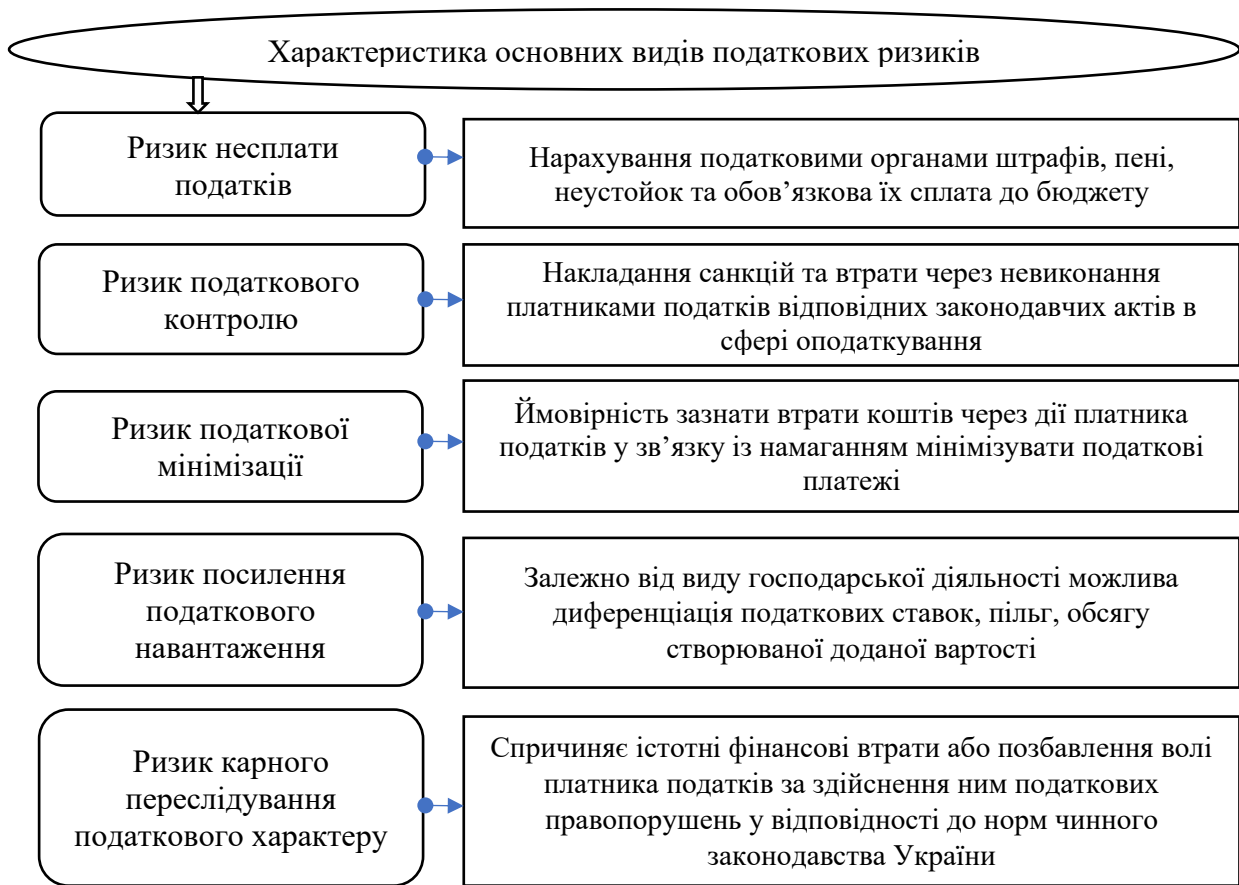 Характеристика основних видів податкових ризиків
Ризик несплати
податків
Нарахування податковими органами штрафів, пені,
неустойок та обов’язкова їх сплата до бюджету
Ризик податкового
контролю
Накладання санкцій та втрати через невиконання
платниками податків відповідних законодавчих актів в
сфері оподаткування
Ризик податкової
мінімізації
Ймовірність зазнати втрати коштів через дії платника
податків у зв’язку із намаганням мінімізувати податкові
платежі
Ризик посилення
податкового
навантаження
Залежно від виду господарської діяльності можлива
диференціація податкових ставок, пільг, обсягу
створюваної доданої вартості
Ризик карного
переслідування
податкового характеру
Спричиняє істотні фінансові втрати або позбавлення волі
платника податків за здійснення ним податкових
правопорушень у відповідності до норм чинного
законодавства України